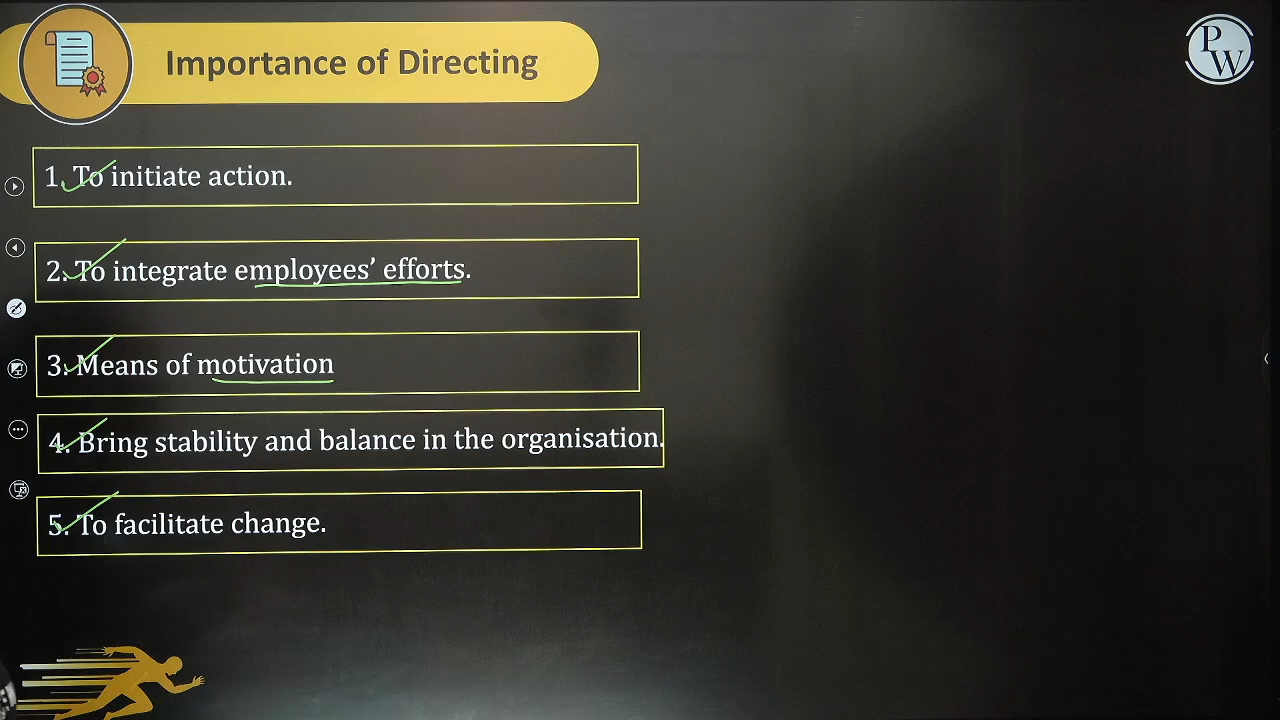 Importance of Directing
PW
1. To initiate action.
2. To integrate employees’ efforts.
3. Means of motivation
4. Bring stability and balance in the organisation.
5. To facilitate change.